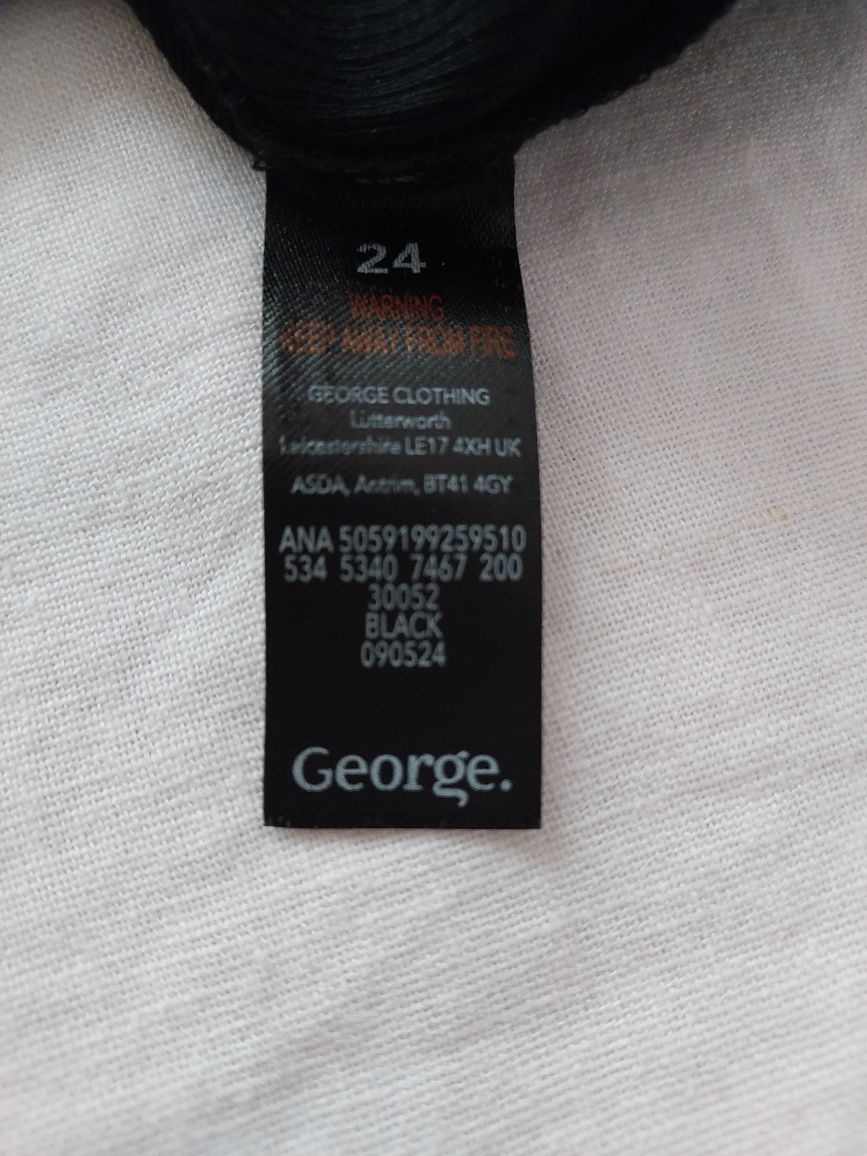 24
WARNING
KEEP AWAY FROM FIRE
GEORGE CLOTHING
Lutterworth
Leicestershire LE17 4XH UK
ASDA, Antrim, BT41 4GY
ANA 5059199259510
534 5340 7467 200
30052
BLACK
090524
George.